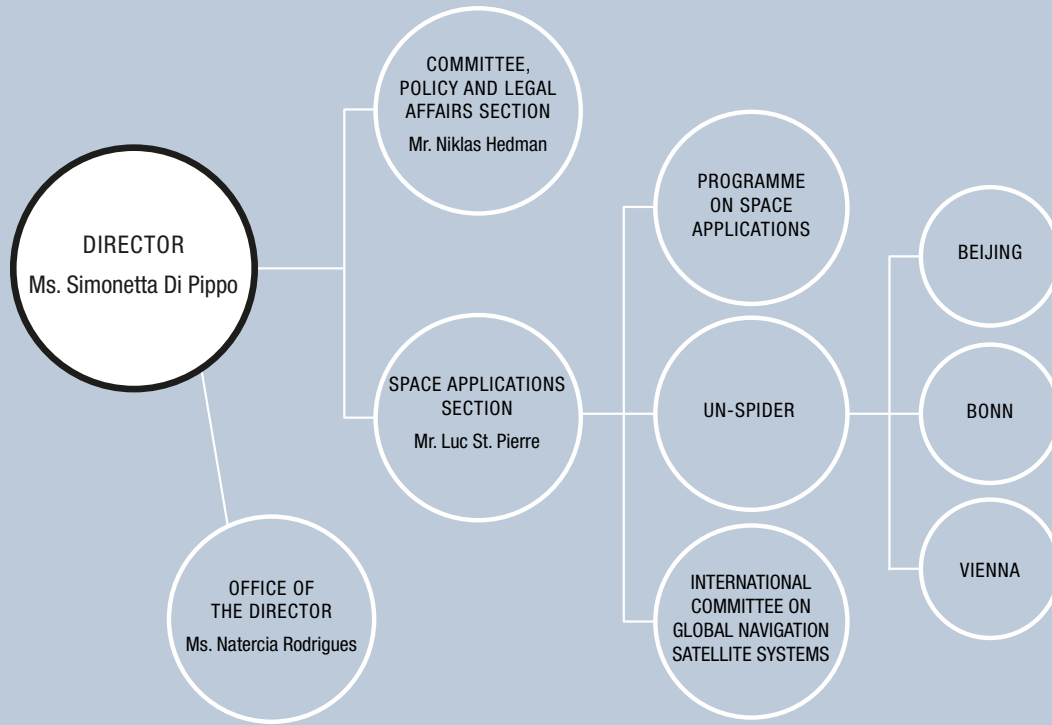 COMMITTEE,
POLICY AND LEGAL
AFFAIRS SECTION
Mr. Niklas Hedman
DIRECTOR
Ms. Simonetta Di Pippo
SPACE APPLICATIONS
SECTION
Mr. Luc St. Pierre
OFFICE OF
THE DIRECTOR
Ms. Natercia Rodrigues
PROGRAMME
ON SPACE
APPLICATIONS
UN-SPIDER
INTERNATIONAL
COMMITTEE ON
GLOBAL NAVIGATION
SATELLITE SYSTEMS
BEIJING
BONN
VIENNA